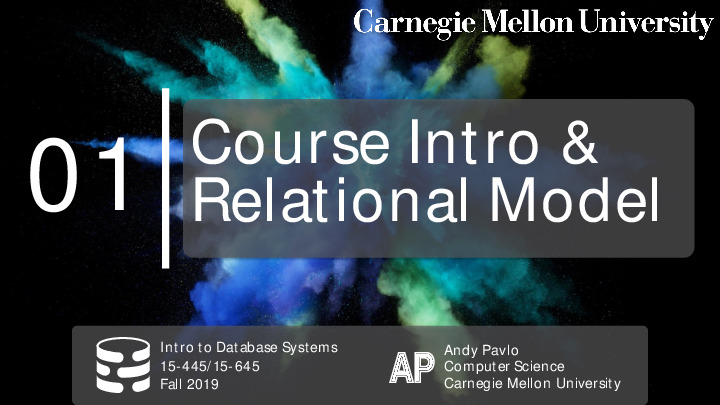 Carnegie Mellon University
01
Course Intro &
Relational Model
Intro to Database Systems
15-445/15-645
Fall 2019
AP
Andy Pavlo
Computer Science
Carnegie Mellon University